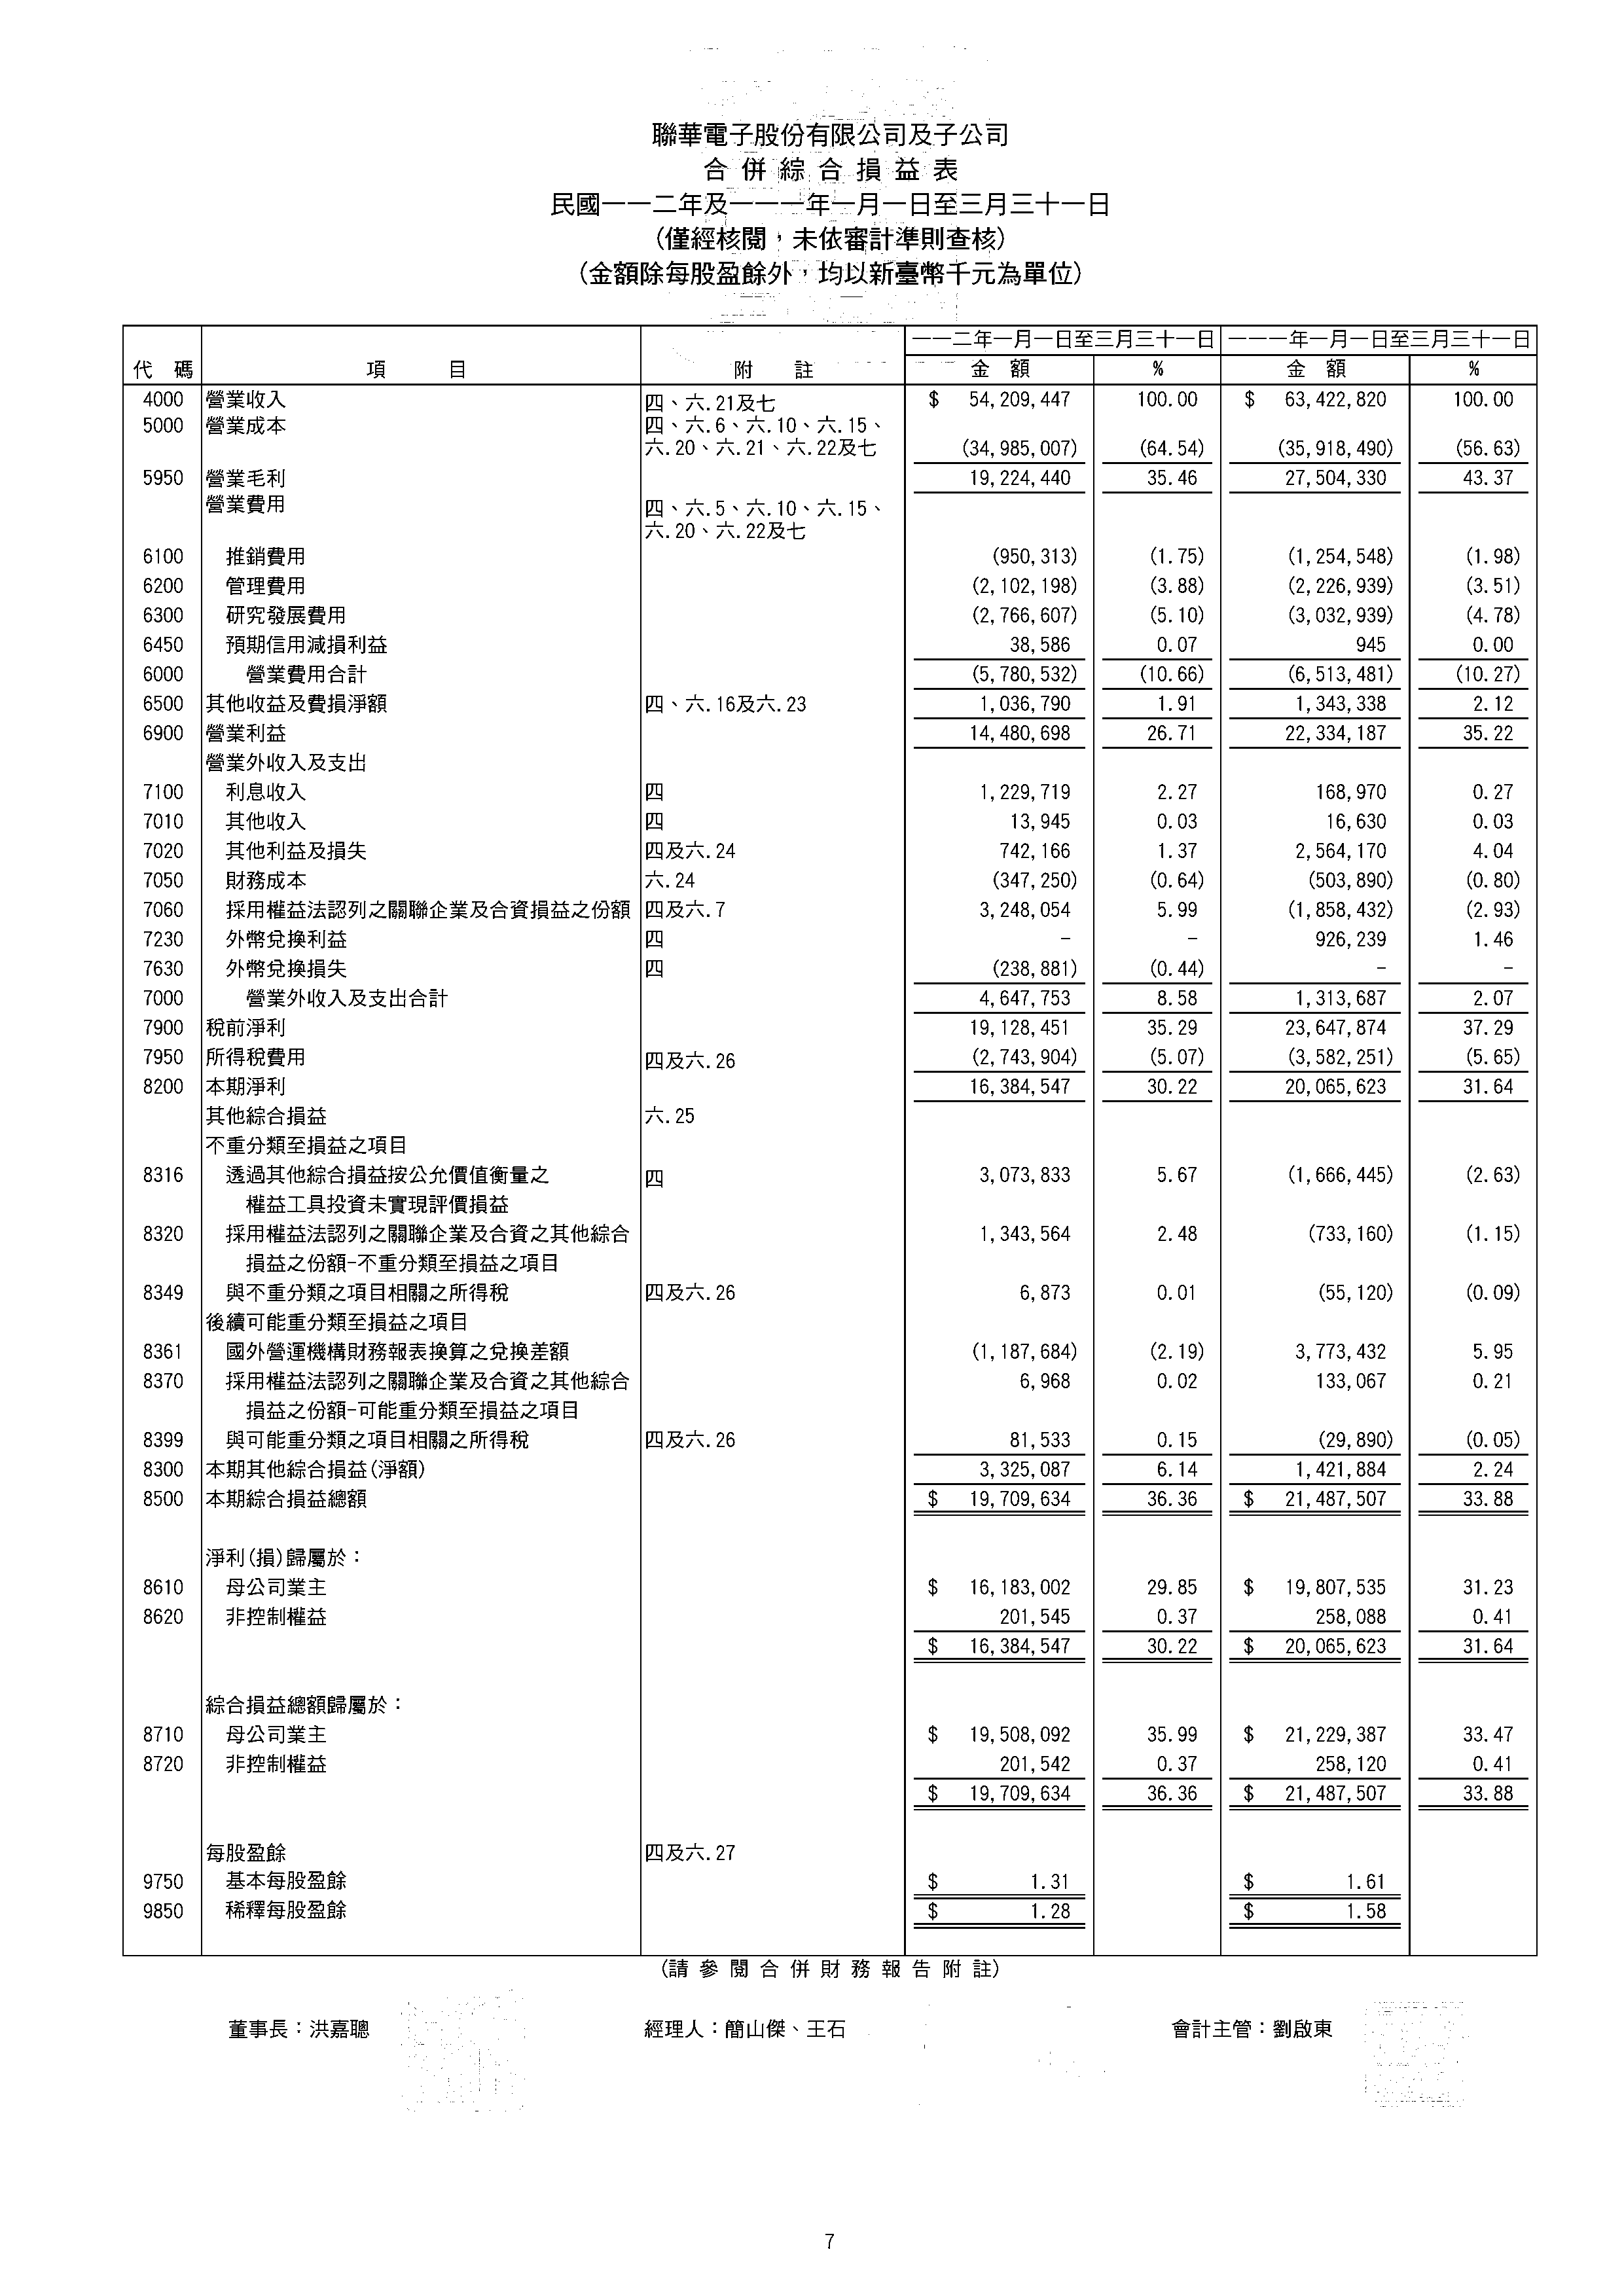 聯華電子股份有限公司及子公司
合併綜合損益表
民國一一二年及一一一年一月一日至三月三十一日
(僅經核閱，未依審計準則查核)
(金額除每股盈餘外，均以新臺幣千元為單位)
一一二年一月一日至三月三十一日 一一一年一月一日至三月三十一日
代 碼 項 目 附 註 金 額 % 金 額 %
4000 營業收入 四、六.21及七 $ 54,209,447 100.00 $ 63,422,820 100.00
5000 營業成本 四、六.6、六.10、六.15、
六.20、六.21、六.22及七 (34,985,007) (64.54) (35,918,490) (56.63)
5950 營業毛利 19,224,440 35.46 27,504,330 43.37
營業費用 四、六.5、六.10、六.15、
六.20、六.22及七
6100 推銷費用 (950,313) (1.75) (1,254,548) (1.98)
6200 管理費用 (2,102,198) (3.88) (2,226,939) (3.51)
6300 研究發展費用 (2,766,607) (5.10) (3,032,939) (4.78)
6450 預期信用減損利益 38,586 0.07 945 0.00
6000 營業費用合計 (5,780,532) (10.66) (6,513,481) (10.27)
6500 其他收益及費損淨額 四、六.16及六.23 1,036,790 1.91 1,343,338 2.12
6900 營業利益 14,480,698 26.71 22,334,187 35.22
營業外收入及支出
7100 利息收入 四 1,229,719 2.27 168,970 0.27
7010 其他收入 四 13,945 0.03 16,630 0.03
7020 其他利益及損失 四及六.24 742,166 1.37 2,564,170 4.04
7050 財務成本 六.24 (347,250) (0.64) (503,890) (0.80)
7060 採用權益法認列之關聯企業及合資損益之份額 四及六.7 3,248,054 5.99 (1,858,432) (2.93)
7230 外幣兌換利益 四 - - 926,239 1.46
7630 外幣兌換損失 四 (238,881) (0.44) - -
7000 營業外收入及支出合計 4,647,753 8.58 1,313,687 2.07
7900 稅前淨利 19,128,451 35.29 23,647,874 37.29
7950 所得稅費用 四及六.26 (2,743,904) (5.07) (3,582,251) (5.65)
8200 本期淨利 16,384,547 30.22 20,065,623 31.64
其他綜合損益 六.25
不重分類至損益之項目
8316 透過其他綜合損益按公允價值衡量之 四 3,073,833 5.67 (1,666,445) (2.63)
權益工具投資未實現評價損益
8320 採用權益法認列之關聯企業及合資之其他綜合 1,343,564 2.48 (733,160) (1.15)
損益之份額-不重分類至損益之項目
8349 與不重分類之項目相關之所得稅 四及六.26 6,873 0.01 (55,120) (0.09)
後續可能重分類至損益之項目
8361 國外營運機構財務報表換算之兌換差額 (1,187,684) (2.19) 3,773,432 5.95
8370 採用權益法認列之關聯企業及合資之其他綜合 6,968 0.02 133,067 0.21
損益之份額-可能重分類至損益之項目
8399 與可能重分類之項目相關之所得稅 四及六.26 81,533 0.15 (29,890) (0.05)
8300 本期其他綜合損益(淨額) 3,325,087 6.14 1,421,884 2.24
8500 本期綜合損益總額 $ 19,709,634 36.36 $ 21,487,507 33.88
淨利(損)歸屬於：
8610 母公司業主 $ 16,183,002 29.85 $ 19,807,535 31.23
8620 非控制權益 201,545 0.37 258,088 0.41
$ 16,384,547 30.22 $ 20,065,623 31.64
綜合損益總額歸屬於：
8710 母公司業主 $ 19,508,092 35.99 $ 21,229,387 33.47
8720 非控制權益 201,542 0.37 258,120 0.41
$ 19,709,634 36.36 $ 21,487,507 33.88
每股盈餘 四及六.27
9750 基本每股盈餘 $ 1.31 $ 1.61
9850 稀釋每股盈餘 $ 1.28 $ 1.58
(請參閱合併財務報告附註)
董事長：洪嘉聰 經理人：簡山傑、王石 會計主管：劉啟東
7